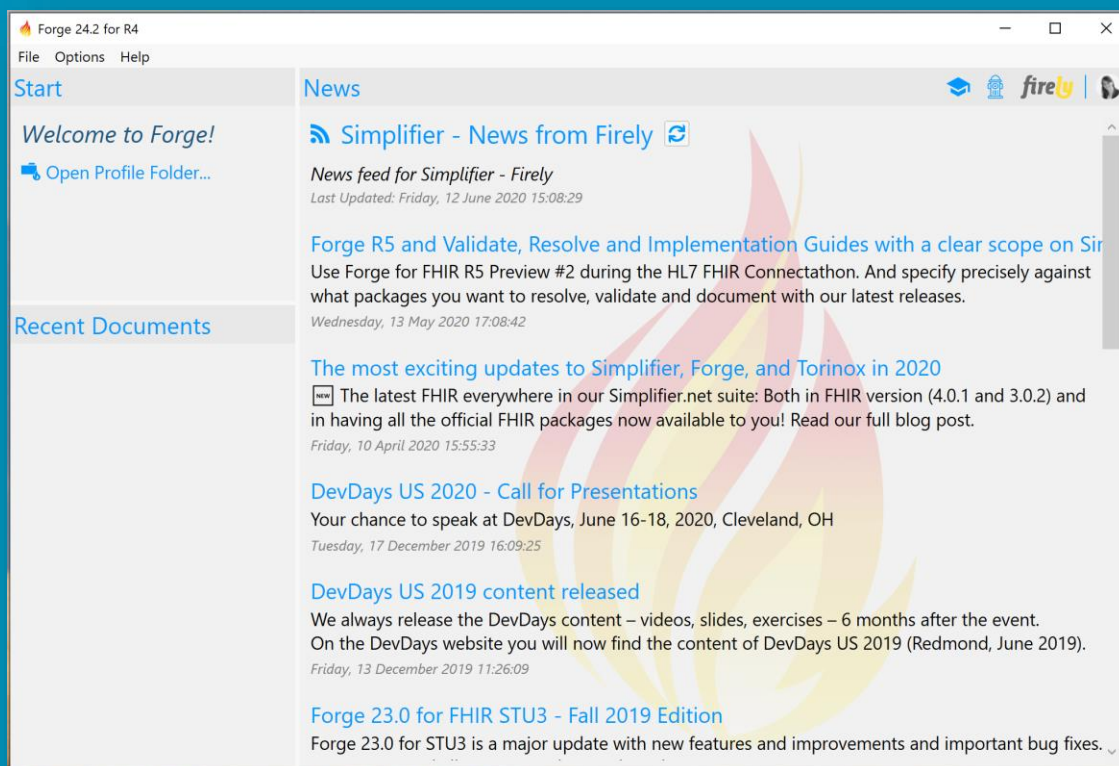 Forge 24.2 for R4
File Options Help
Start
Welcome to Forge!
Open Profile Folder...
Recent Documents
News
firely
Simplifier - News from Firely
News feed for Simplifier - Firely
Last Updated: Friday, 12 June 2020 15:08:29
Forge R5 and Validate, Resolve and Implementation Guides with a clear scope on Sir
Use Forge for FHIR R5 Preview #2 during the HL7 FHIR Connectathon. And specify precisely against
what packages you want to resolve, validate and document with our latest releases.
Wednesday, 13 May 2020 17:08:42
The most exciting updates to Simplifier, Forge, and Torinox in 2020
NEW The latest FHIR everywhere in our Simplifier.net suite: Both in FHIR version (4.0.1 and 3.0.2) and
in having all the official FHIR packages now available to you! Read our full blog post.
Friday, 10 April 2020 15:55:33
DevDays US 2020 - Call for Presentations
Your chance to speak at DevDays, June 16-18, 2020, Cleveland, OH
Tuesday, 17 December 2019 16:09:25
DevDays US 2019 content released
We always release the DevDays content – videos, slides, exercises – 6 months after the event.
On the DevDays website you will now find the content of DevDays US 2019 (Redmond, June 2019).
Friday, 13 December 2019 11:26:09
Forge 23.0 for FHIR STU3 - Fall 2019 Edition
Forge 23.0 for STU3 is a major update with new features and improvements and important bug fixes.